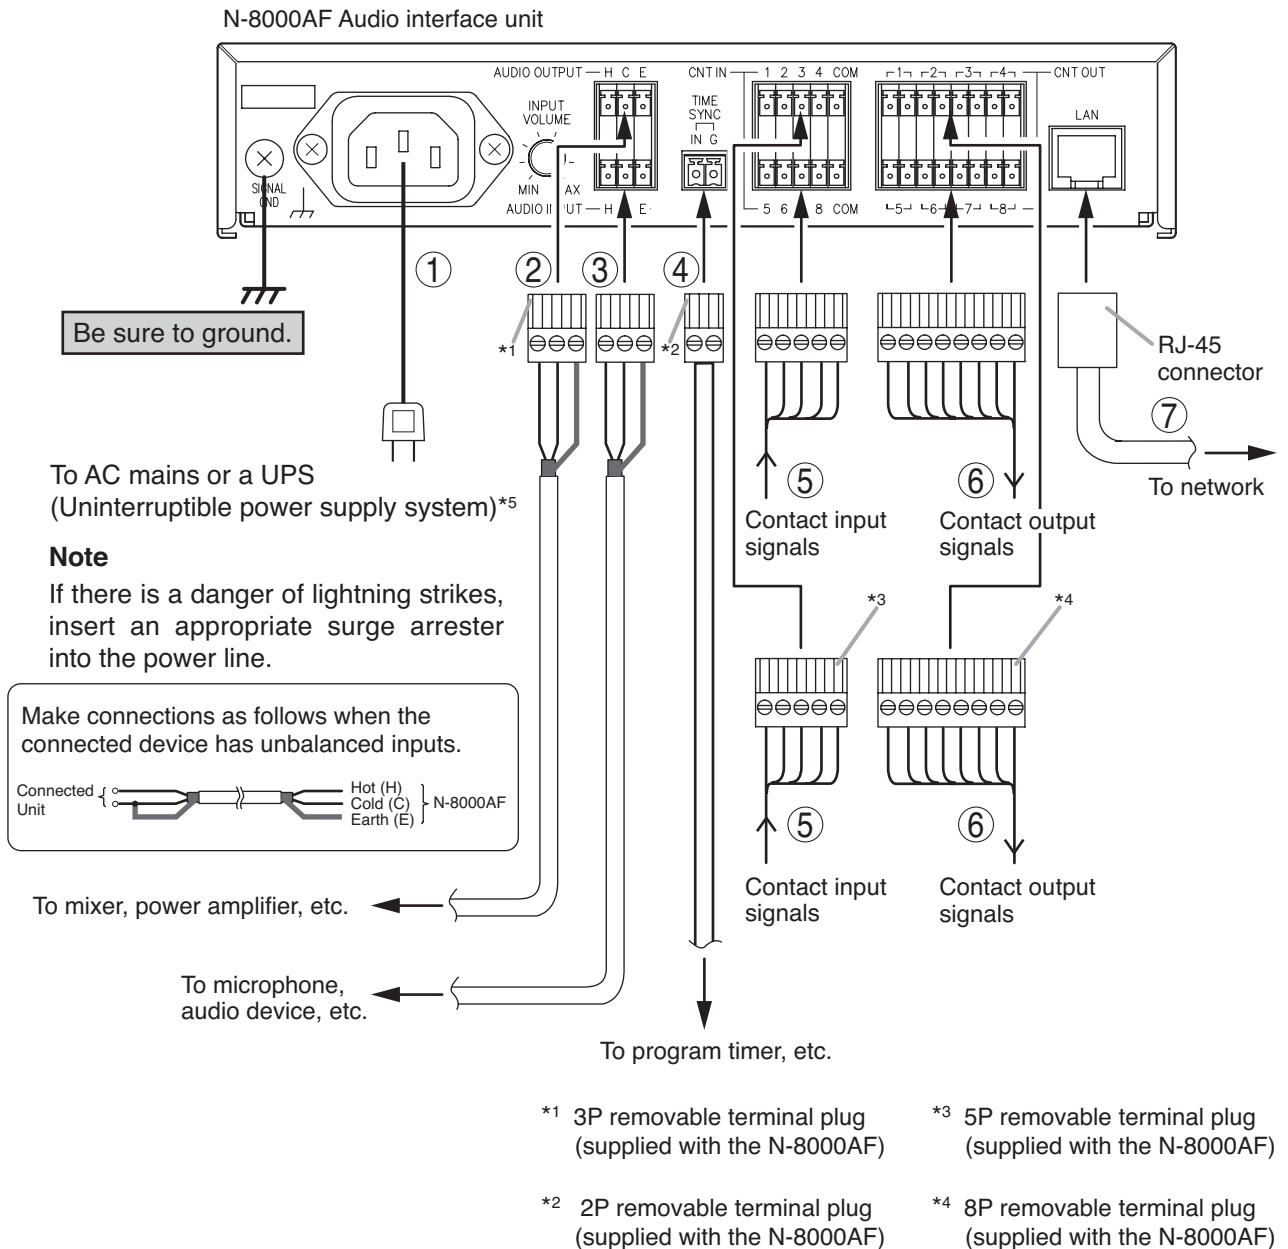 N-8000AF Audio interface unit
AUDIO OUTPUT H C E
CNT IN 1 2 3 4 COM
1 2 3 4 CNT OUT
INPUT
VOLUME
TIME
SYNC
IN G
LAN
SIGNAL
GND
MIN
AX
AUDIO I UT H E
5 6 8 COM
5 6 7 8
1
2
3
4
Be sure to ground.
*1
*2
RJ-45
connector
7
To network
To AC mains or a UPS
(Uninterruptible power supply system)*5
5
Contact input
signals
6
Contact output
signals
Note
If there is a danger of lightning strikes,
insert an appropriate surge arrester
into the power line.
*3
*4
Make connections as follows when the
connected device has unbalanced inputs.
Connected
Unit
Hot (H)
Cold (C)
Earth (E)
N-8000AF
5
Contact input
signals
6
Contact output
signals
To mixer, power amplifier, etc.
To microphone,
audio device, etc.
To program timer, etc.
*1 3P removable terminal plug
(supplied with the N-8000AF)
*2 2P removable terminal plug
(supplied with the N-8000AF)
*3 5P removable terminal plug
(supplied with the N-8000AF)
*4 8P removable terminal plug
(supplied with the N-8000AF)